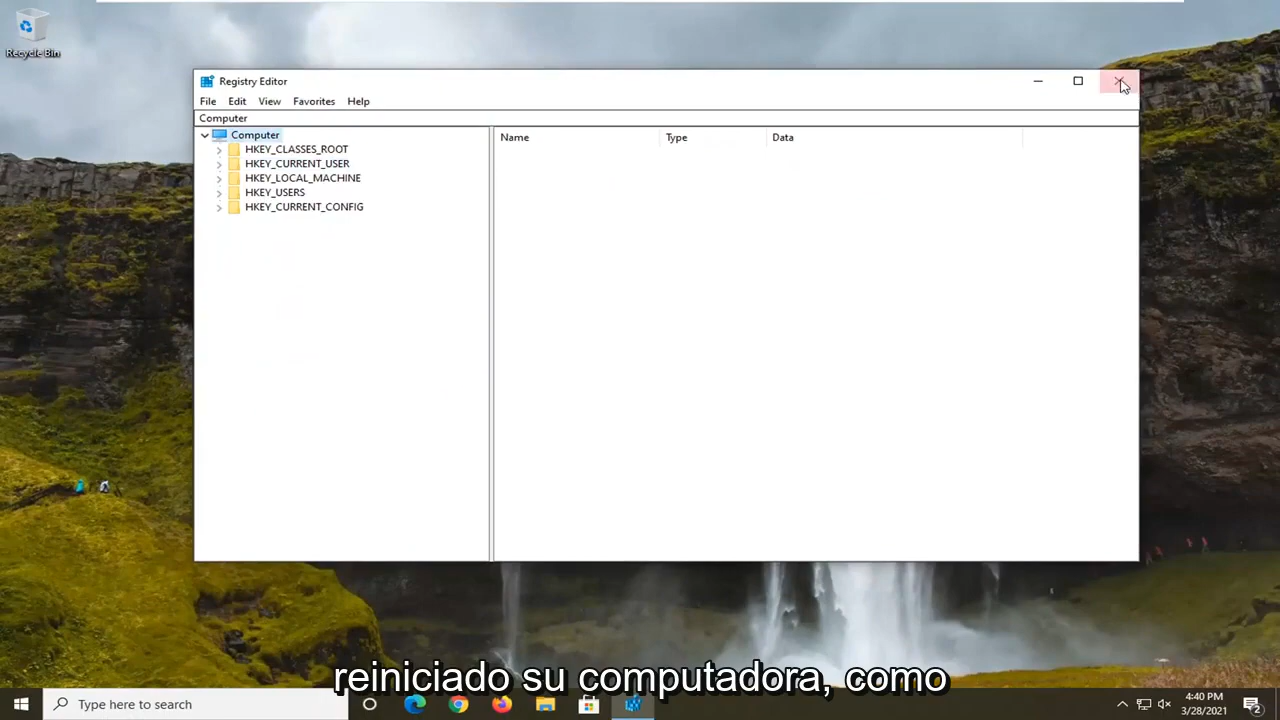 Recycle Bin
Registry Editor
File Edit View Favorites Help
Computer
Computer
HKEY_CLASSES_ROOT
HKEY_CURRENT_USER
HKEY_LOCAL_MACHINE
HKEY_USERS
HKEY_CURRENT_CONFIG
Name Type Data
reiniciado su computadora, como
Type here to search
4:40 PM
3/28/2021
2